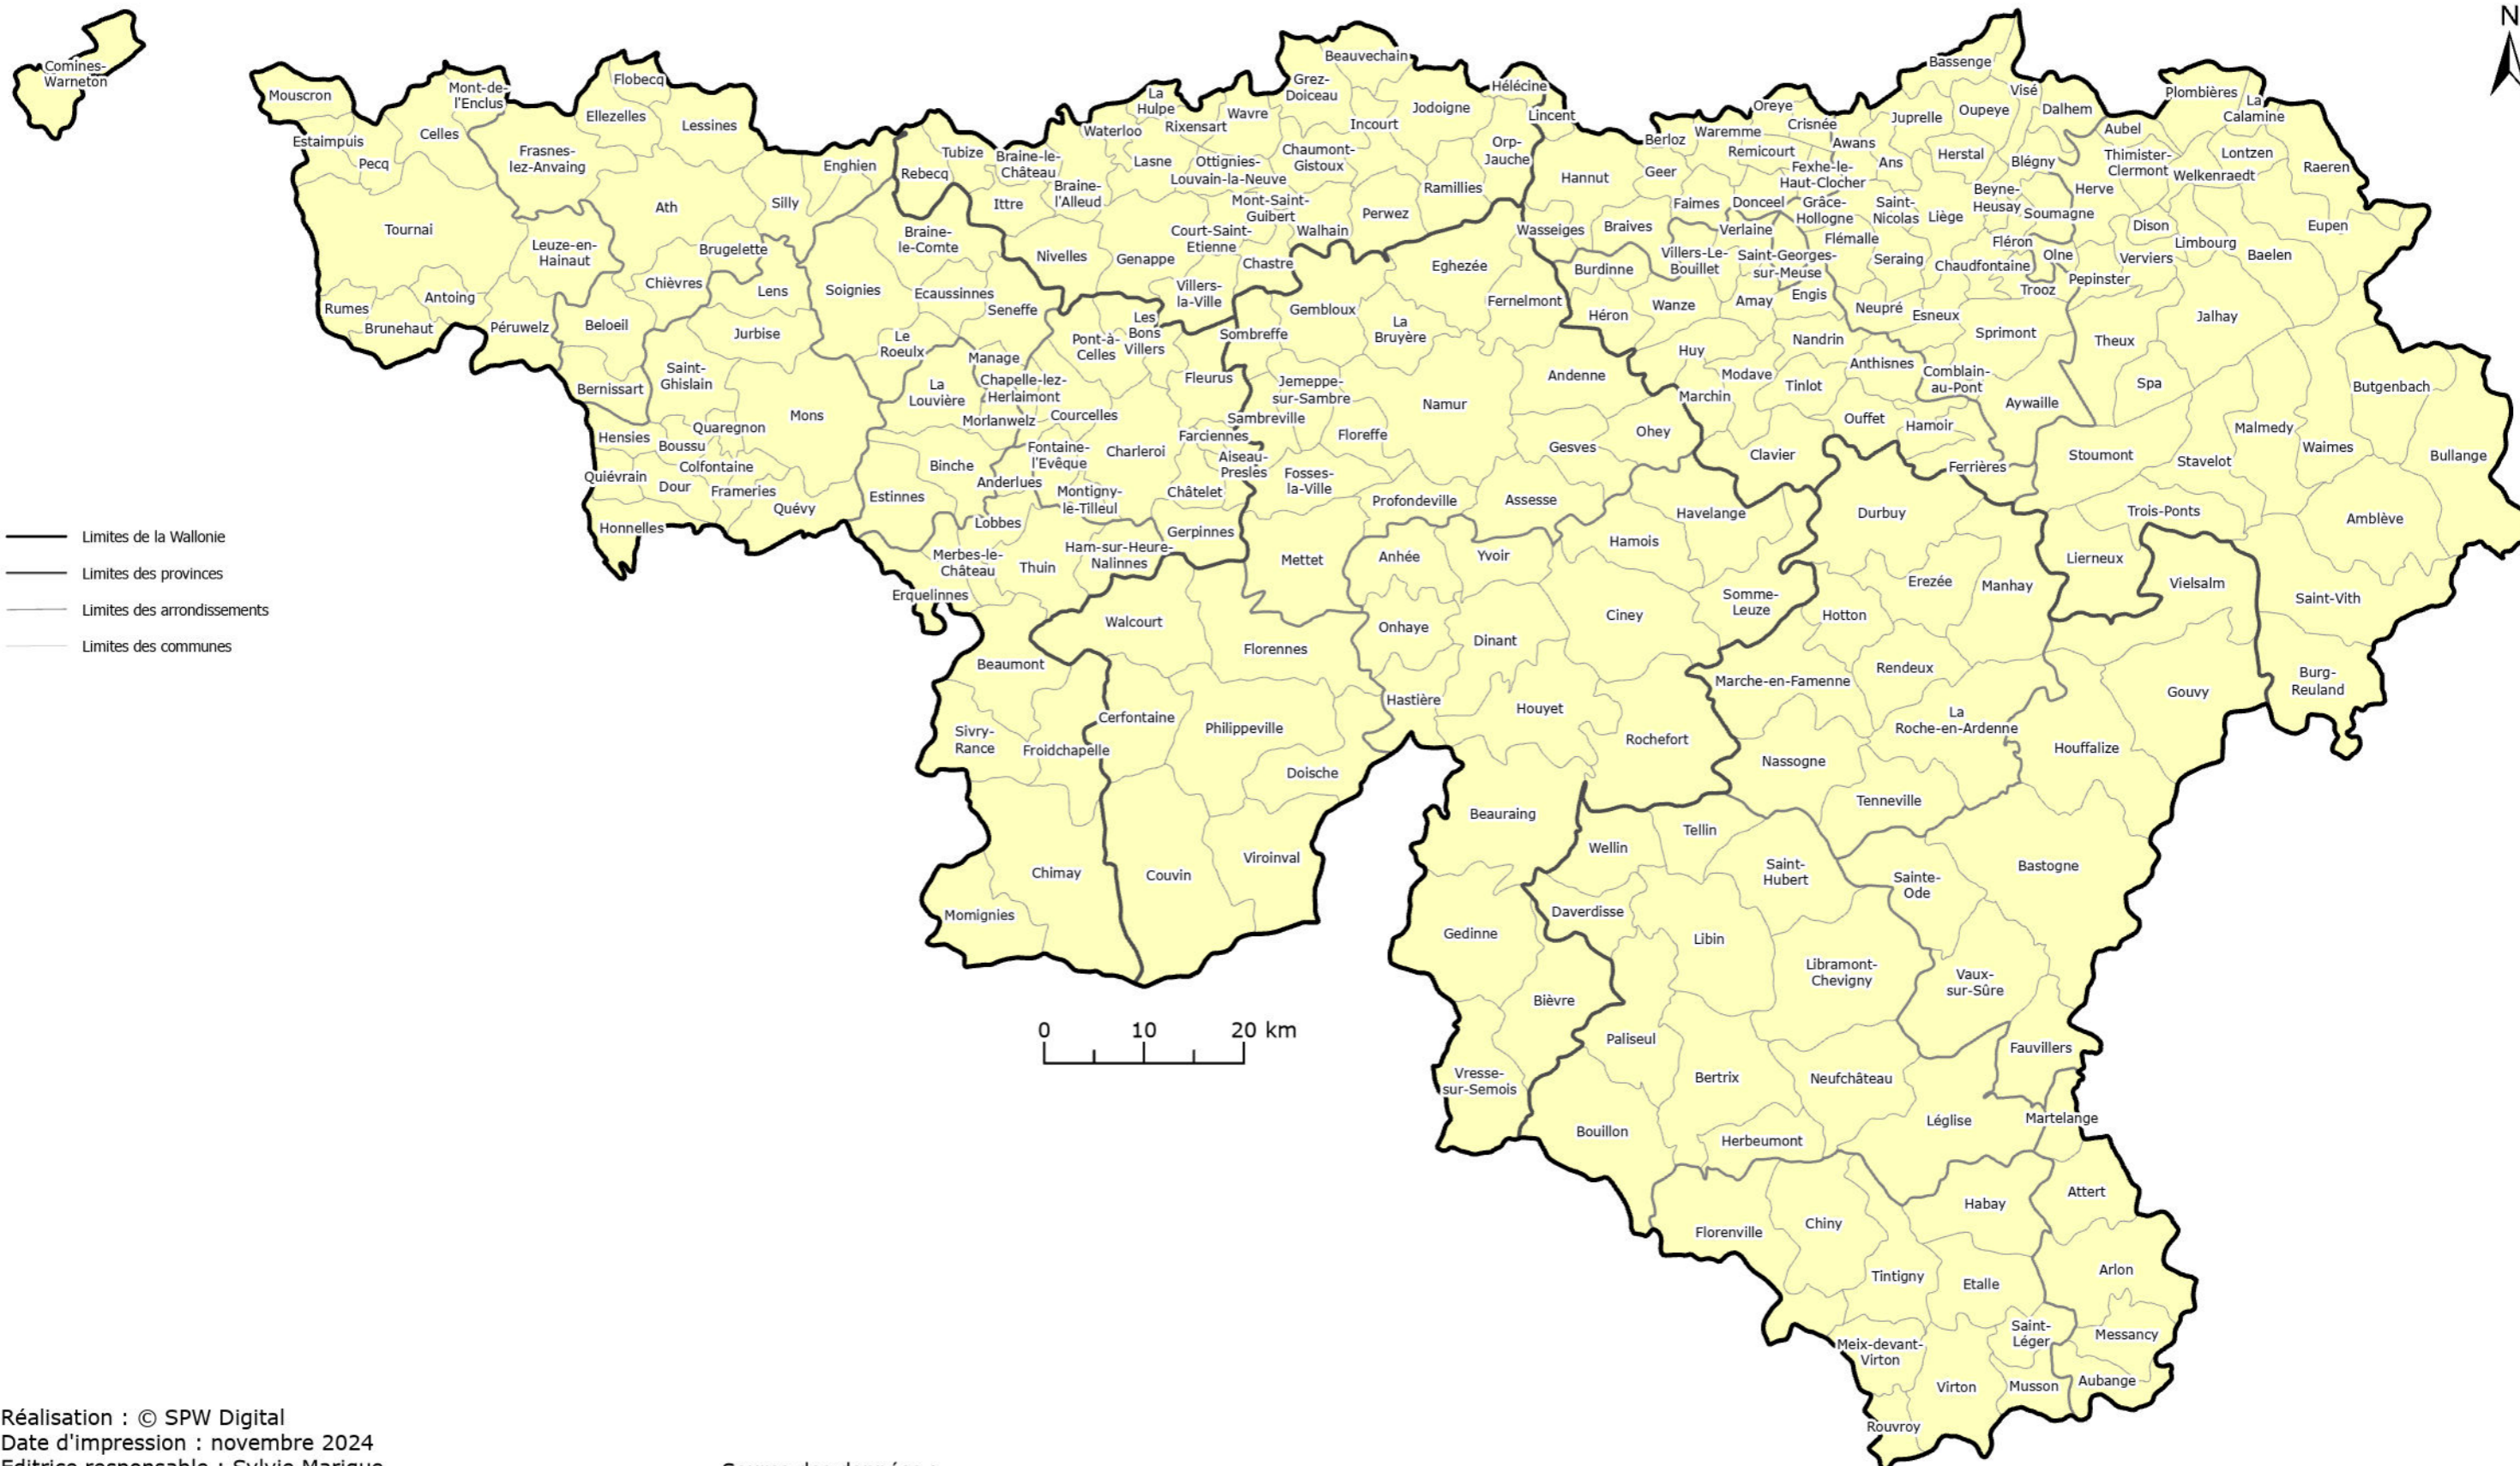 N
Comines-
Warneton
Mouscron
Estaimpuis
Pecq
Celles
Mont-de-
l'Enclus
Frasnes-
lez-Anvaing
Flobecq
Ellezelles
Lessines
Tournai
Leuze-en-
Hainaut
Ath
Silly
Enghien
Brugelette
Chièvres
Lens
Rumes
Antoing
Brunehaut
Péruwelz
Beloeil
Bernissart
Jurbise
Saint-
Ghislain
Mons
Quaregnon
Hensies
Boussu
Colfontaine
Quiévrain
Dour
Frameries
Quévy
Honnelles
Rebecq
Tubize
Braine-le-
Château
Ittre
Braine-
l'Alleud
Waterloo
La
Hulpe
Rixensart
Lasne
Wavre
Ottignies-
Louvain-la-Neuve
Grez-
Doiceau
Beauvechain
Chaumont-
Gistoux
Incourt
Jodoigne
Hélécine
Lincent
Orp-
Jauche
Ramillies
Perwez
Mont-Saint-
Guibert
Walhain
Court-Saint-
Etienne
Chastre
Nivelles
Genappe
Villers-
la-Ville
Braine-
le-Comte
Soignies
Ecaussinnes
Seneffe
Le
Roeulx
Manage
La
Louvière
Chapelle-lez-
Herlaimont
Morlanwelz
Courcelles
Pont-à-
Celles
Les
Bons
Villers
Fleurus
Farciennes
Aiseau-
Presles
Charleroi
Fontaine-
l'Evêque
Binche
Anderlues
Estinnes
Montigny-
le-Tilleul
Châtelet
Lobbes
Gerpinnes
Merbes-le-
Château
Thuin
Ham-sur-Heure-
Nalinnes
Erquelinnes
Beaumont
Sivry-
Rance
Froidchapelle
Chimay
Momignies
Sombreffe
Gembloux
Eghezée
La
Bruyère
Fernelmont
Jemeppe-
sur-Sambre
Sambreville
Namur
Andenne
Floreffe
Fosses-
la-Ville
Profondeville
Gesves
Ohey
Assesse
Mettet
Anhée
Yvoir
Havelange
Hamois
Ciney
Somme-
Leuze
Onhaye
Dinant
Hastière
Houyet
Rochefort
Walcourt
Florennes
Cerfontaine
Philippeville
Doische
Couvin
Viroinval
Beauraing
Gedinne
Bièvre
Vresse-
sur-Semois
Wasseiges
Hannut
Berloz
Geer
Waremme
Oreye
Remicourt
Crisnée
Faimes
Donceel
Fexhe-le-
Haut-Clocher
Awans
Ans
Juprelle
Bassenge
Oupeye
Visé
Dalhem
Herstal
Blégny
Aubel
Plombières
La
Calamine
Thimister-
Clermont
Welkenraedt
Lontzen
Raeren
Eupen
Herve
Beyne-
Heusay
Soumagne
Grâce-
Hollogne
Saint-
Nicolas
Liège
Fléron
Olne
Dison
Limbourg
Baelen
Verviers
Pepinster
Trooz
Chaudfontaine
Braives
Verlaine
Villers-Le-
Bouillet
Saint-Georges-
sur-Meuse
Flémalle
Seraing
Burdinne
Héron
Wanze
Amay
Engis
Neupré
Esneux
Sprimont
Theux
Jalhay
Huy
Nandrin
Marchin
Modave
Tinlot
Anthisnes
Comblain-
au-Pont
Aywaille
Spa
Ouffet
Hamoir
Clavier
Ferrières
Stoumont
Stavelot
Malmedy
Waimes
Butgenbach
Bullange
Amblève
Trois-Ponts
Lierneux
Saint-Vith
Burg-
Reuland
Durbuy
Erezée
Manhay
Vielsalm
Hotton
Rendeux
Gouvy
Marche-en-Famenne
La
Roche-en-Ardenne
Houffalize
Nassogne
Tenneville
Tellin
Wellin
Saint-
Hubert
Sainte-
Ode
Bastogne
Daverdisse
Libin
Libramont-
Chevigny
Vaux-
sur-Sûre
Paliseul
Bertrix
Neufchâteau
Fauvillers
Bouillon
Herbeumont
Léglise
Martelange
Florenville
Chiny
Habay
Attert
Tintigny
Etalle
Arlon
Meix-devant-
Virton
Saint-
Léger
Messancy
Virton
Musson
Aubange
Rouvroy
Limites de la Wallonie
Limites des provinces
Limites des arrondissements
Limites des communes
0 10 20 km
Réalisation : © SPW Digital
Date d'impression : novembre 2024
Editrice responsable : Sylvie Marique